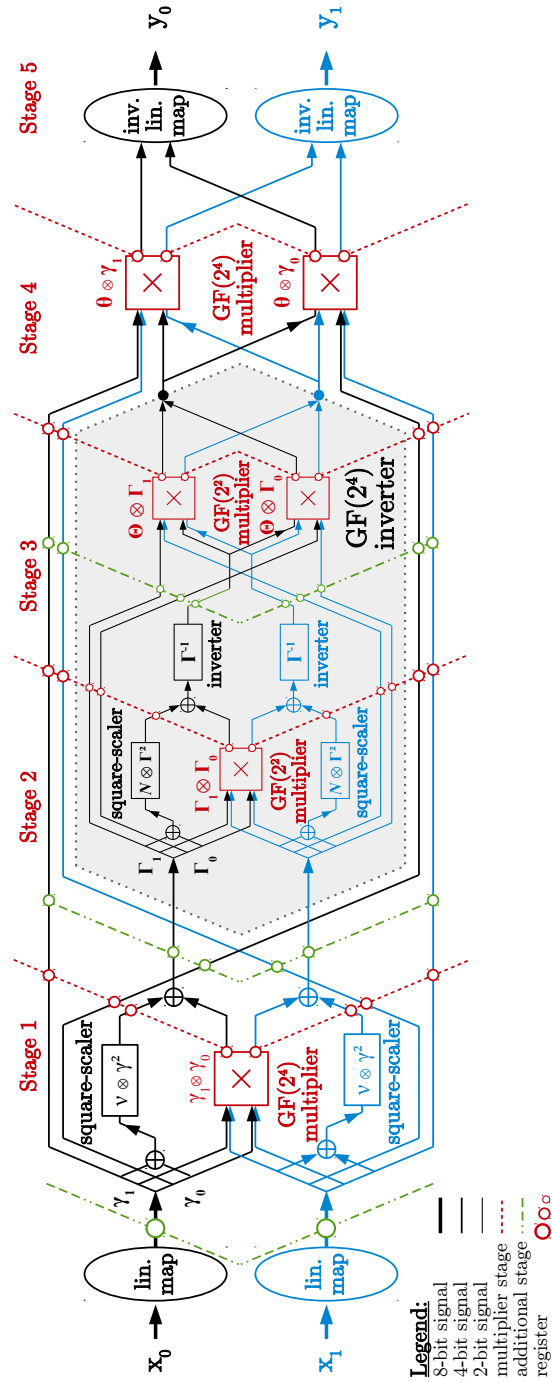 Stage 1
Stage 2
Stage 3
Stage 4
Stage 5
x₀
lin.
map
γ₁
γ₀
square-scaler
ν ⊗ γ²
γ₁⊗γ₀
×
GF(2⁴)
multiplier
x₁
lin.
map
square-scaler
ν ⊗ γ²
Γ₁
Γ₀
square-scaler
N ⊗ Γ²
Γ₁ ⊗ Γ₀
×
GF(2²)
multiplier
square-scaler
N ⊗ Γ²
Γ⁻¹
inverter
Γ⁻¹
inverter
Θ ⊗ Γ₁
×
GF(2²)
multiplier
Θ ⊗ Γ₀
×
GF(2⁴)
inverter
θ ⊗ γ₁
×
GF(2⁴)
multiplier
θ ⊗ γ₀
×
inv.
lin.
map
y₀
inv.
lin.
map
y₁
Legend:
8-bit signal
4-bit signal
2-bit signal
multiplier stage
additional stage
register